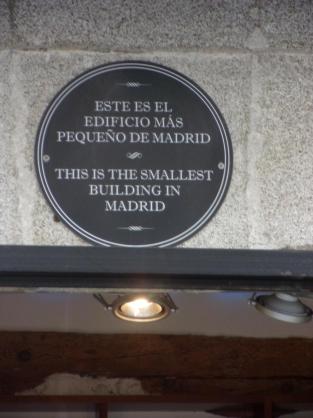 ESTE ES EL
EDIFICIO MÁS
PEQUEÑO DE MADRID
THIS IS THE SMALLEST
BUILDING IN
MADRID